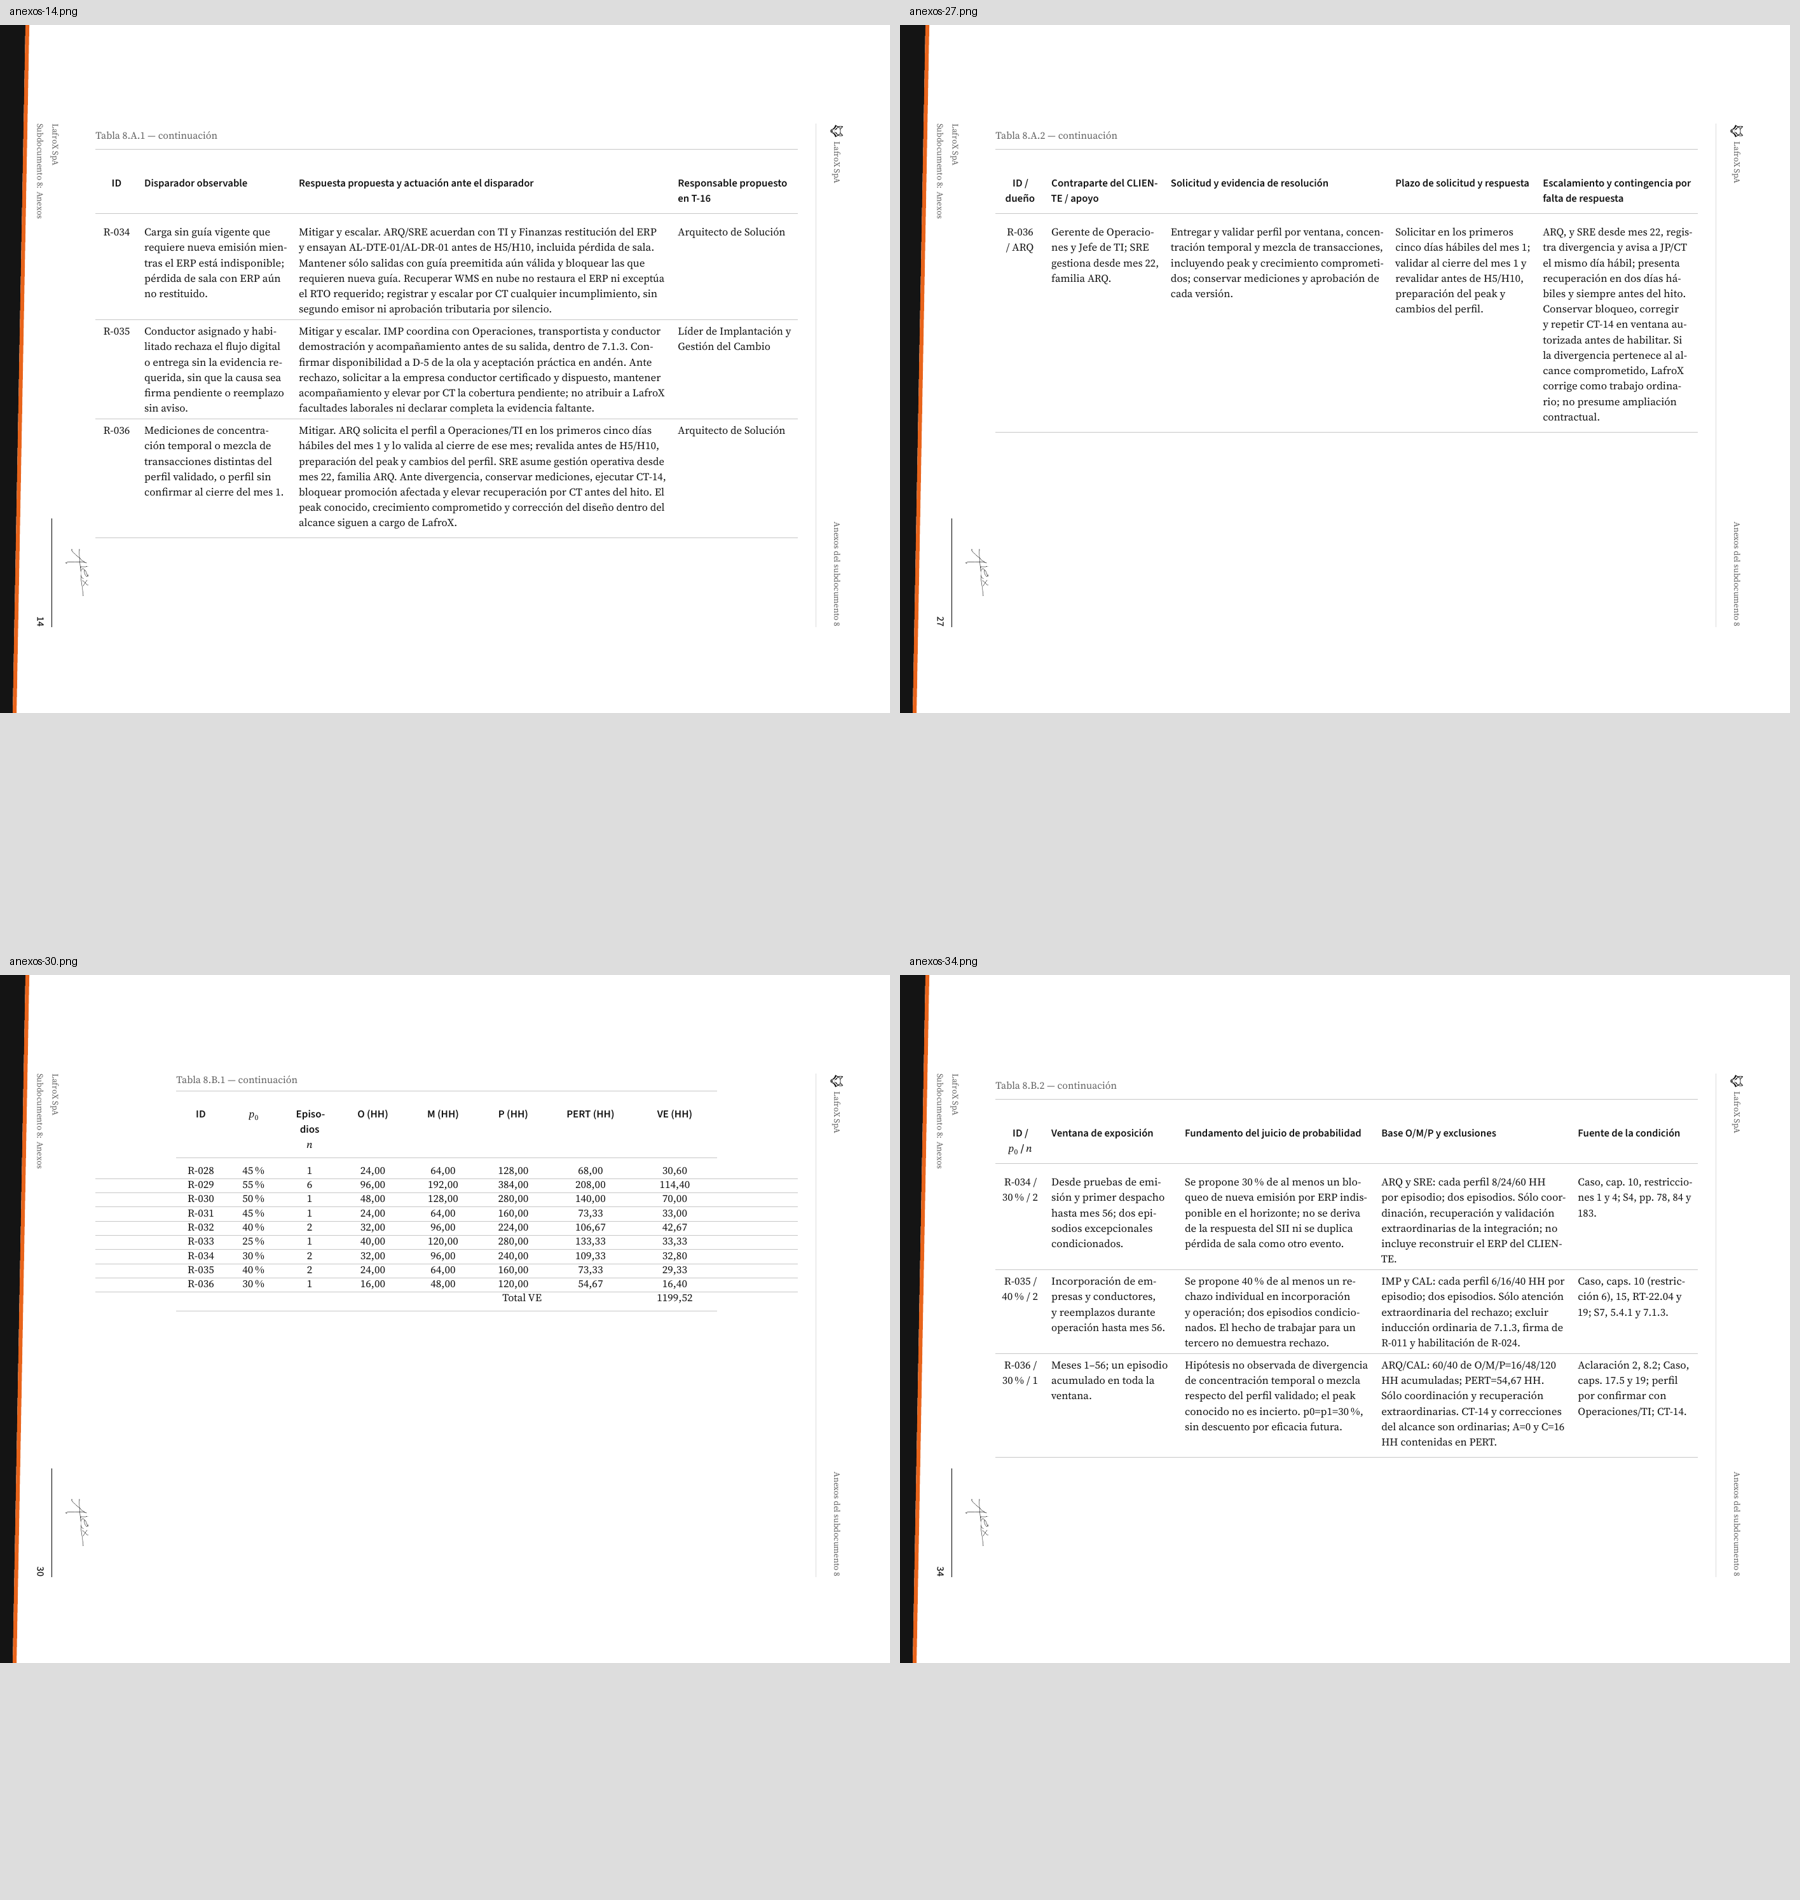 anexos-14.png
LafroX SpA
Subdocumento 8: Anexos
Tabla 8.A.1 — continuación
ID Disparador observable Respuesta propuesta y actuación ante el disparador Responsable propuesto
en T-16
R-034 Carga sin guía vigente que Mitigar y escalar. ARQ/SRE acuerdan con TI y Finanzas restitución del ERP Arquitecto de Solución
requiere nueva emisión mien- y ensayan AL-DTE-01/AL-DR-01 antes de H5/H10, incluida pérdida de sala.
tras el ERP está indisponible; Mantener sólo salidas con guía preemitida aún válida y bloquear las que
pérdida de sala con ERP aún requieren nueva guía. Recuperar WMS en nube no restaura el ERP ni exceptúa
no restituido. el RTO requerido; registrar y escalar por CT cualquier incumplimiento, sin
segundo emisor ni aprobación tributaria por silencio.
R-035 Conductor asignado y habi- Mitigar y escalar. IMP coordina con Operaciones, transportista y conductor Líder de Implantación y
litado rechaza el flujo digital demostración y acompañamiento antes de su salida, dentro de 7.1.3. Con- Gestión del Cambio
o entrega sin la evidencia re- firmar disponibilidad a D-5 de la ola y aceptación práctica en andén. Ante
querida, sin que la causa sea rechazo, solicitar a la empresa conductor certificado y dispuesto, mantener
firma pendiente o reemplazo acompañamiento y elevar por CT la cobertura pendiente; no atribuir a LafroX
sin aviso. facultades laborales ni declarar completa la evidencia faltante.
R-036 Mediciones de concentra- Mitigar. ARQ solicita el perfil a Operaciones/TI en los primeros cinco días Arquitecto de Solución
ción temporal o mezcla de hábiles del mes 1 y lo valida al cierre de ese mes; revalida antes de H5/H10,
transacciones distintas del preparación del peak y cambios del perfil. SRE asume gestión operativa desde
perfil validado, o perfil sin mes 22, familia ARQ. Ante divergencia, conservar mediciones, ejecutar CT-14,
confirmar al cierre del mes 1. bloquear promoción afectada y elevar recuperación por CT antes del hito. El
peak conocido, crecimiento comprometido y corrección del diseño dentro del
alcance siguen a cargo de LafroX.
LafroX SpA
Anexos del subdocumento 8
14
anexos-27.png
LafroX SpA
Subdocumento 8: Anexos
Tabla 8.A.2 — continuación
ID / Contraparte del CLIEN- Solicitud y evidencia de resolución Plazo de solicitud y respuesta Escalamiento y contingencia por
dueño TE / apoyo falta de respuesta
R-036 Gerente de Operacio- Entregar y validar perfil por ventana, concen- Solicitar en los primeros ARQ, y SRE desde mes 22, regis-
/ ARQ nes y Jefe de TI; SRE tración temporal y mezcla de transacciones, cinco días hábiles del mes 1; tra divergencia y avisa a JP/CT
gestiona desde mes 22, incluyendo peak y crecimiento comprometi- validar al cierre del mes 1 y el mismo día hábil; presenta
familia ARQ. dos; conservar mediciones y aprobación de revalidar antes de H5/H10, recuperación en dos días há-
cada versión. preparación del peak y biles y siempre antes del hito.
cambios del perfil. Conservar bloqueo, corregir
y repetir CT-14 en ventana au-
torizada antes de habilitar. Si
la divergencia pertenece al al-
cance comprometido, LafroX
corrige como trabajo ordina-
rio; no presume ampliación
contractual.
LafroX SpA
Anexos del subdocumento 8
27
anexos-30.png
LafroX SpA
Subdocumento 8: Anexos
Tabla 8.B.1 — continuación
ID p0 Episo- O (HH) M (HH) P (HH) PERT (HH) VE (HH)
dios
n
R-028 45 % 1 24,00 64,00 128,00 68,00 30,60
R-029 55 % 6 96,00 192,00 384,00 208,00 114,40
R-030 50 % 1 48,00 128,00 280,00 140,00 70,00
R-031 45 % 1 24,00 64,00 160,00 73,33 33,00
R-032 40 % 2 32,00 96,00 224,00 106,67 42,67
R-033 25 % 1 40,00 120,00 280,00 133,33 33,33
R-034 30 % 2 32,00 96,00 240,00 109,33 32,80
R-035 40 % 2 24,00 64,00 160,00 73,33 29,33
R-036 30 % 1 16,00 48,00 120,00 54,67 16,40
Total VE 1199,52
LafroX SpA
Anexos del subdocumento 8
30
anexos-34.png
LafroX SpA
Subdocumento 8: Anexos
Tabla 8.B.2 — continuación
ID / Ventana de exposición Fundamento del juicio de probabilidad Base O/M/P y exclusiones Fuente de la condición
p0 / n
R-034 / Desde pruebas de emi- Se propone 30 % de al menos un blo- ARQ y SRE: cada perfil 8/24/60 HH Caso, cap. 10, restriccio-
30 % / 2 sión y primer despacho queo de nueva emisión por ERP indis- por episodio; dos episodios. Sólo coor- nes 1 y 4; S4, pp. 78, 84 y
hasta mes 56; dos epi- ponible en el horizonte; no se deriva dinación, recuperación y validación 183.
sodios excepcionales de la respuesta del SII ni se duplica extraordinarias de la integración; no
condicionados. pérdida de sala como otro evento. incluye reconstruir el ERP del CLIEN-
TE.
R-035 / Incorporación de em- Se propone 40 % de al menos un re- IMP y CAL: cada perfil 6/16/40 HH por Caso, caps. 10 (restric-
40 % / 2 presas y conductores, chazo individual en incorporación episodio; dos episodios. Sólo atención ción 6), 15, RT-22.04 y
y reemplazos durante y operación; dos episodios condicio- extraordinaria del rechazo; excluir 19; S7, 5.4.1 y 7.1.3.
operación hasta mes 56. nados. El hecho de trabajar para un inducción ordinaria de 7.1.3, firma de
tercero no demuestra rechazo. R-011 y habilitación de R-024.
R-036 / Meses 1–56; un episodio Hipótesis no observada de divergencia ARQ/CAL: 60/40 de O/M/P=16/48/120 Aclaración 2, 8.2; Caso,
30 % / 1 acumulado en toda la de concentración temporal o mezcla HH acumuladas; PERT=54,67 HH. caps. 17.5 y 19; perfil
ventana. respecto del perfil validado; el peak Sólo coordinación y recuperación por confirmar con
conocido no es incierto. p0=p1=30 %, extraordinarias. CT-14 y correcciones Operaciones/TI; CT-14.
sin descuento por eficacia futura. del alcance son ordinarias; A=0 y C=16
HH contenidas en PERT.
LafroX SpA
Anexos del subdocumento 8
34